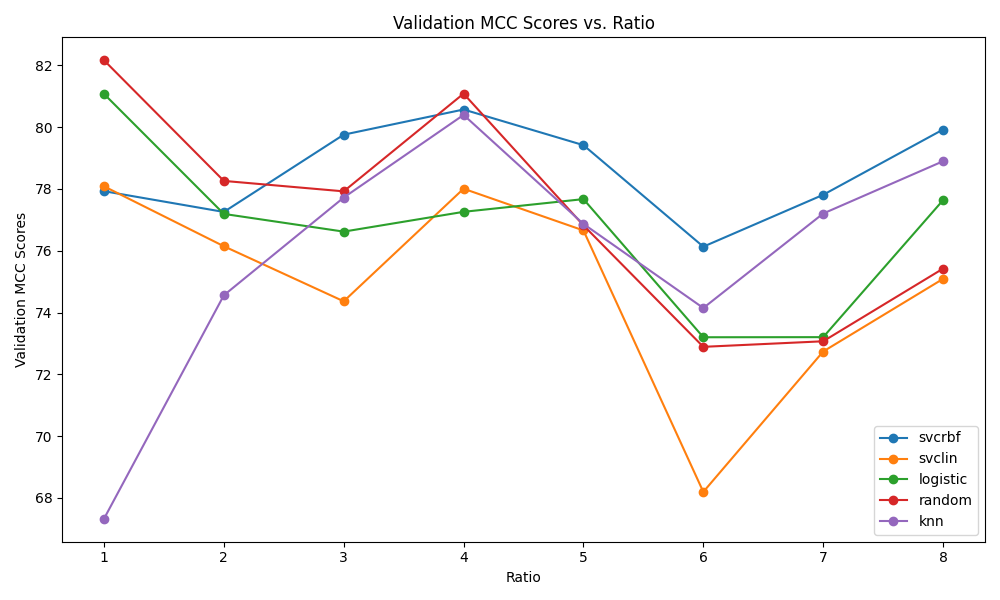 Validation MCC Scores vs. Ratio
Validation MCC Scores
82
80
78
76
74
72
70
68
1 2 3 4 5 6 7 8
Ratio
svcrbf
svclin
logistic
random
knn